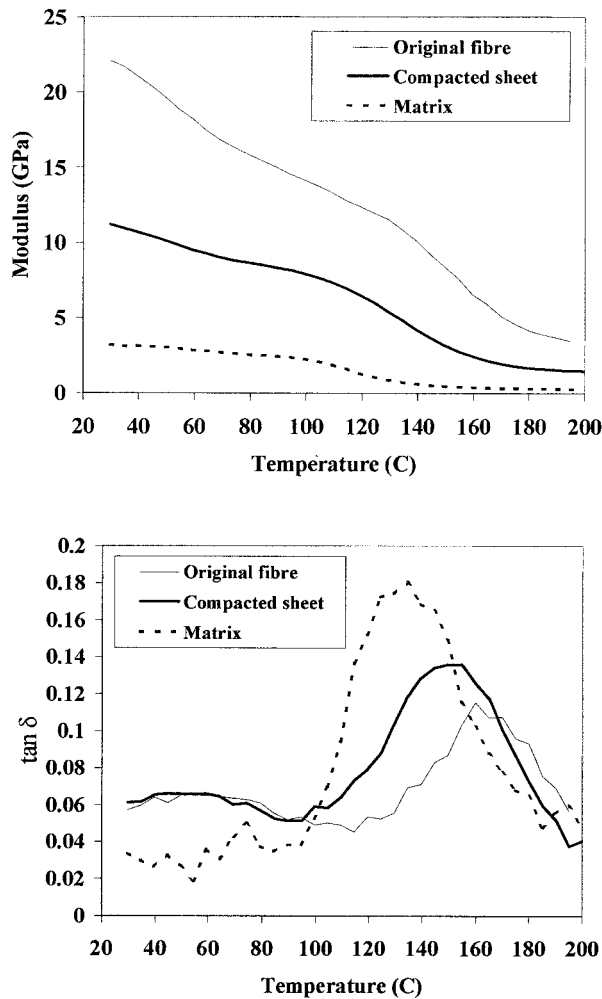 25
20
15
10
5
0
Modulus (GPa)
Original fibre
Compacted sheet
Matrix
20 40 60 80 100 120 140 160 180 200
Temperature (C)
0.2
0.18
0.16
0.14
0.12
0.1
0.08
0.06
0.04
0.02
0
tan δ
Original fibre
Compacted sheet
Matrix
20 40 60 80 100 120 140 160 180 200
Temperature (C)